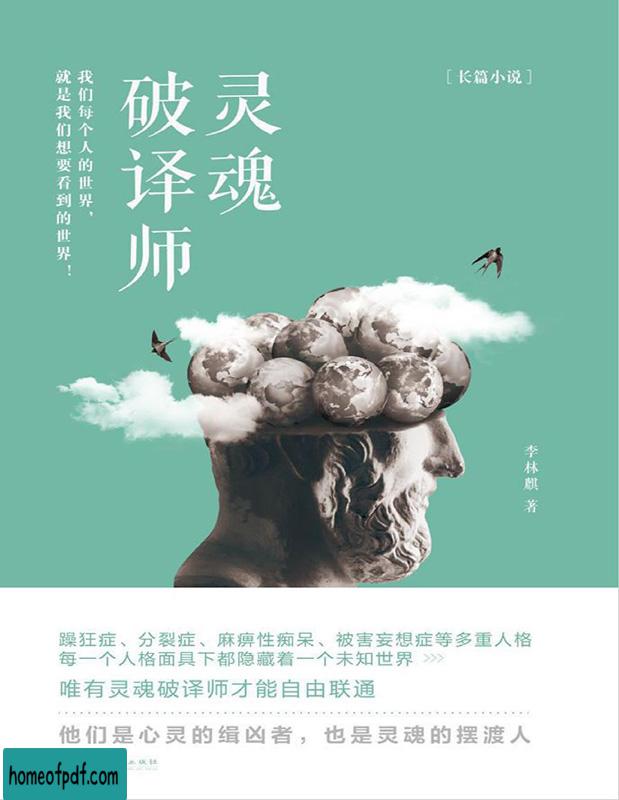 [长篇小说]
灵魂
破译师
我们每个人的世界，
就是我们想要看到的世界！
李林麒 著
躁狂症、分裂症、麻痹性痴呆、被害妄想症等多重人格
每一个人格面具下都隐藏着一个未知世界 >>>
唯有灵魂破译师才能自由联通
他们是心灵的缉凶者，也是灵魂的摆渡人
出版社
homeofpdf.com